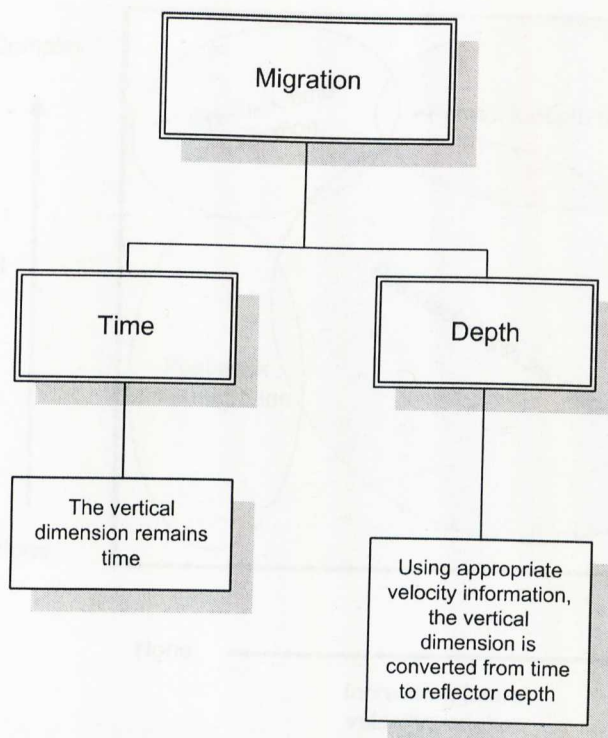 Migration
Time
Depth
The vertical
dimension remains
time
Using appropriate
velocity information,
the vertical
dimension is
converted from time
to reflector depth